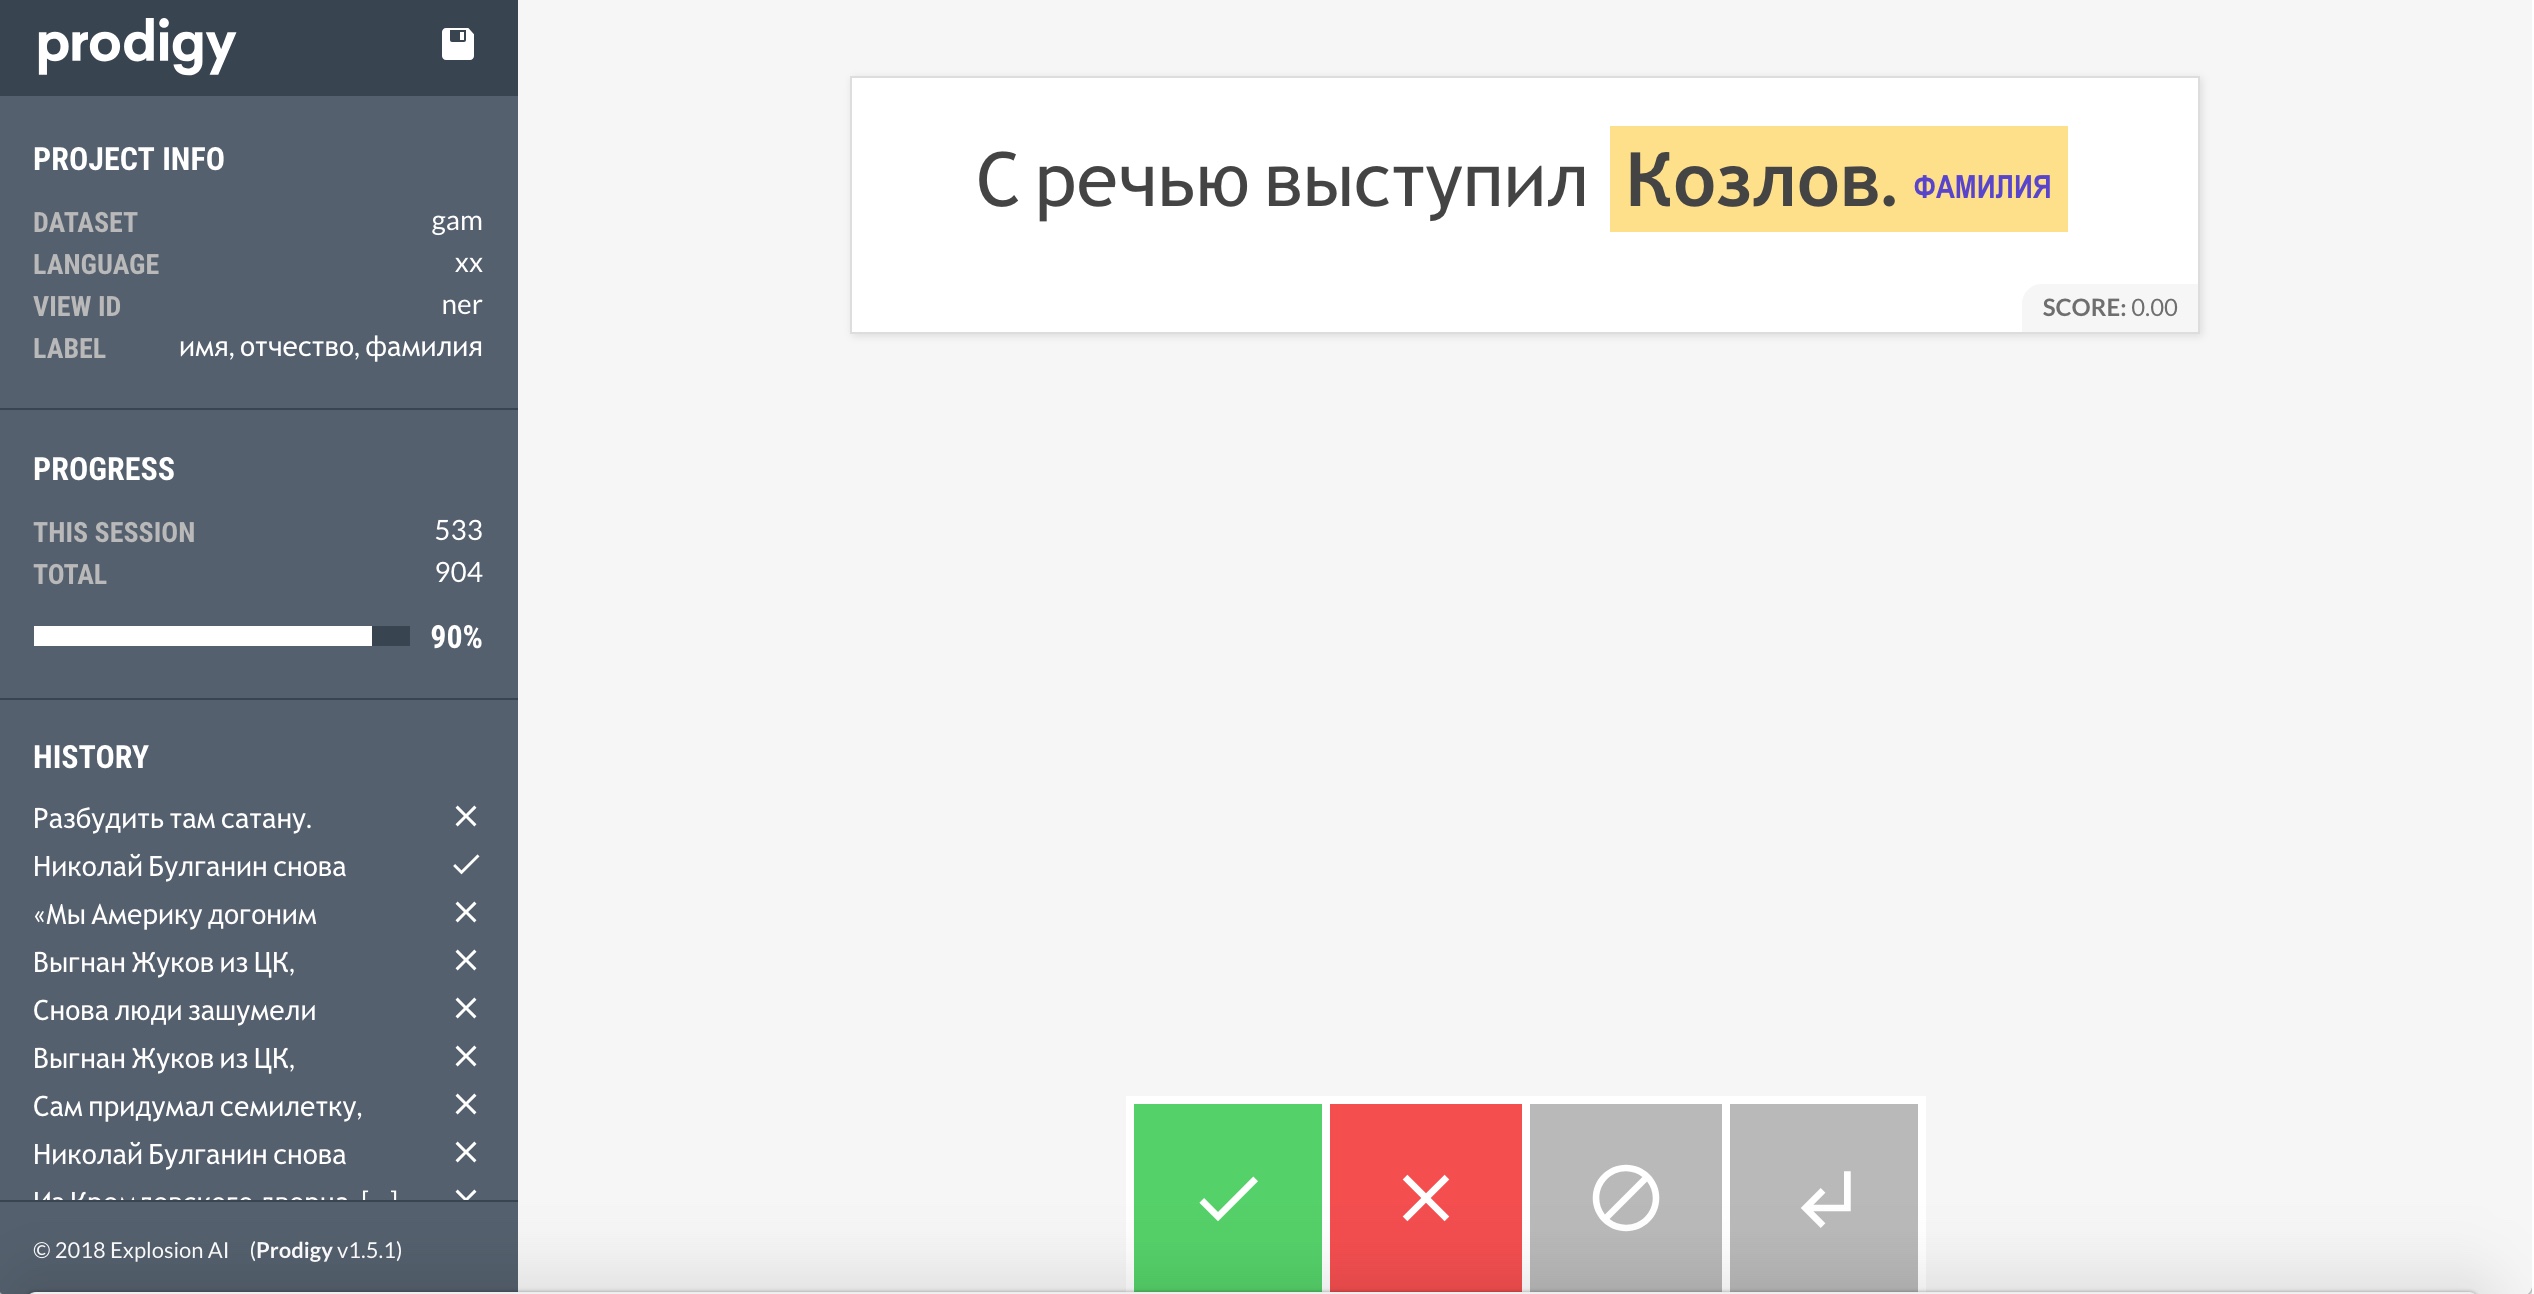 prodigy
PROJECT INFO
DATASET gam
LANGUAGE xx
VIEW ID ner
LABEL имя, отчество, фамилия
PROGRESS
THIS SESSION 533
TOTAL 904
90%
HISTORY
Разбудить там сатану.
Николай Булганин снова
«Мы Америку догоним
Выгнан Жуков из ЦК,
Снова люди зашумели
Выгнан Жуков из ЦК,
Сам придумал семилетку,
Николай Булганин снова
Из Кремлевского дворца. [...]
© 2018 Explosion AI (Prodigy v1.5.1)
С речью выступил Козлов. ФАМИЛИЯ
SCORE: 0.00